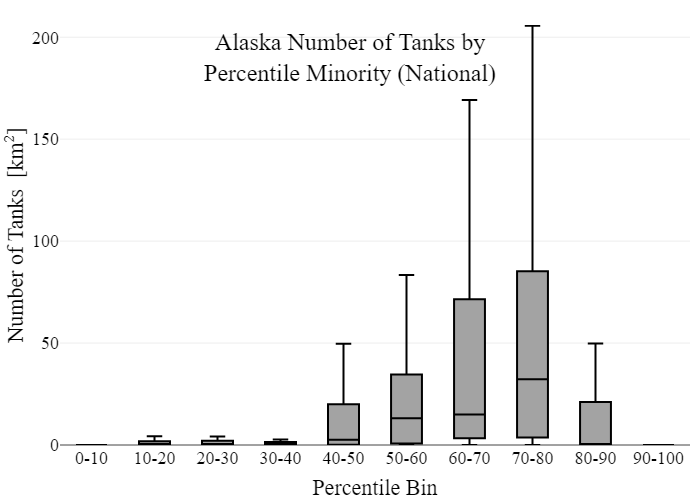 Alaska Number of Tanks by
Percentile Minority (National)
Number of Tanks [km²]
200
150
100
50
0
0-10 10-20 20-30 30-40 40-50 50-60 60-70 70-80 80-90 90-100
Percentile Bin